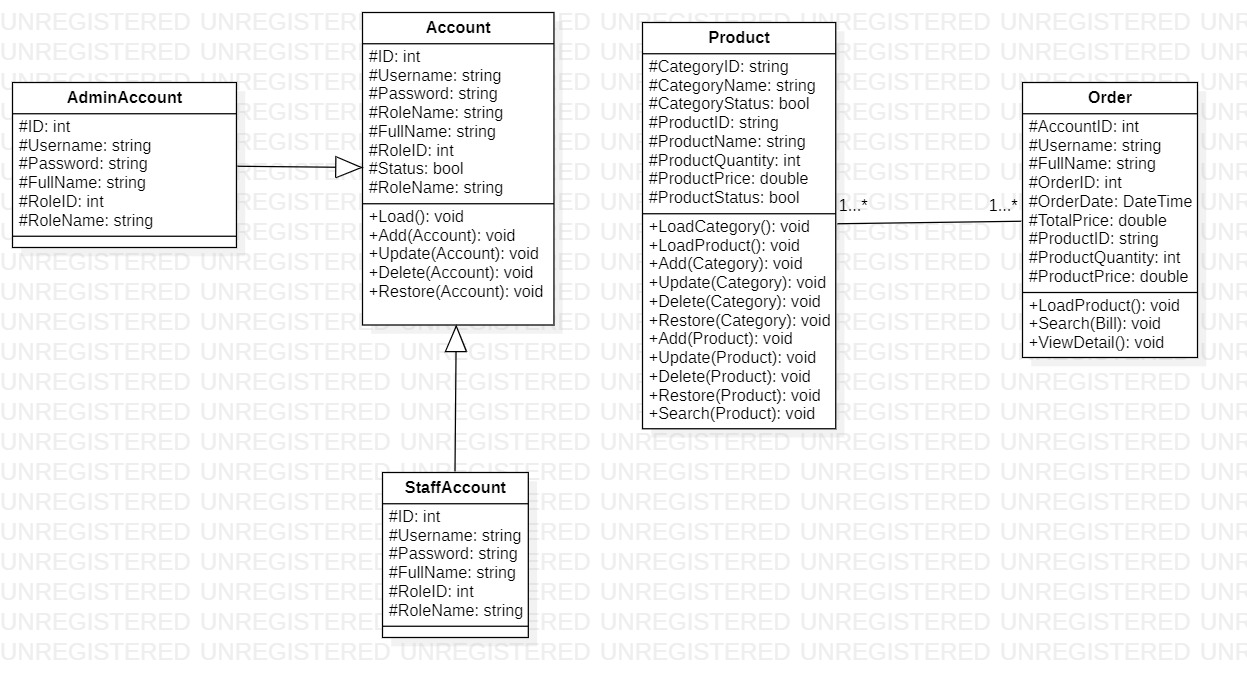 Account
#ID: int
#Username: string
#Password: string
#RoleName: string
#FullName: string
#RoleID: int
#Status: bool
#RoleName: string
+Load(): void
+Add(Account): void
+Update(Account): void
+Delete(Account): void
+Restore(Account): void
AdminAccount
#ID: int
#Username: string
#Password: string
#FullName: string
#RoleID: int
#RoleName: string
StaffAccount
#ID: int
#Username: string
#Password: string
#FullName: string
#RoleID: int
#RoleName: string
Product
#CategoryID: string
#CategoryName: string
#CategoryStatus: bool
#ProductID: string
#ProductName: string
#ProductQuantity: int
#ProductPrice: double
#ProductStatus: bool
+LoadCategory(): void
+LoadProduct(): void
+Add(Category): void
+Update(Category): void
+Delete(Category): void
+Restore(Category): void
+Add(Product): void
+Update(Product): void
+Delete(Product): void
+Restore(Product): void
+Search(Product): void
1...*
1...*
Order
#AccountID: int
#Username: string
#FullName: string
#OrderID: int
#OrderDate: DateTime
#TotalPrice: double
#ProductID: string
#ProductQuantity: int
#ProductPrice: double
+LoadProduct(): void
+Search(Bill): void
+ViewDetail(): void
UNREGISTERED